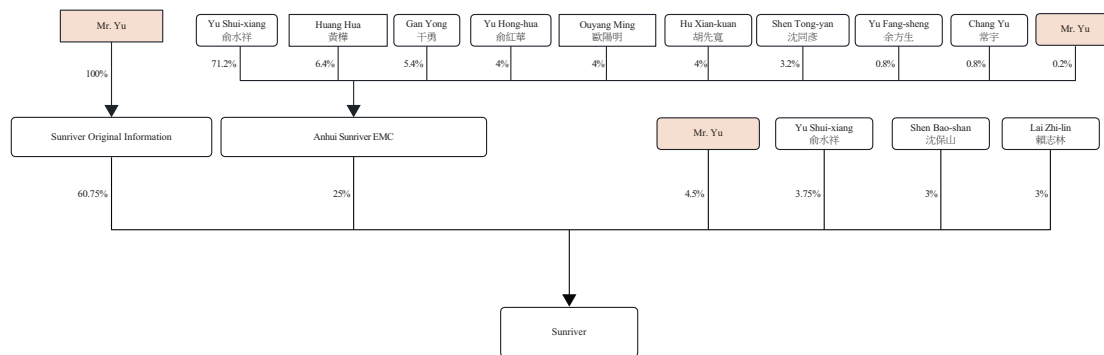 Mr. Yu
Yu Shui-xiang
俞水祥
Huang Hua
黃樺
Gan Yong
干勇
Yu Hong-hua
俞紅華
Ouyang Ming
歐陽明
Hu Xian-kuan
胡先寬
Shen Tong-yan
沈同彥
Yu Fang-sheng
余方生
Chang Yu
常宇
Mr. Yu
100%
71.2%
6.4%
5.4%
4%
4%
4%
3.2%
0.8%
0.8%
0.2%
Sunriver Original Information
Anhui Sunriver EMC
Mr. Yu
Yu Shui-xiang
俞水祥
Shen Bao-shan
沈保山
Lai Zhi-lin
賴志林
60.75%
25%
4.5%
3.75%
3%
3%
Sunriver